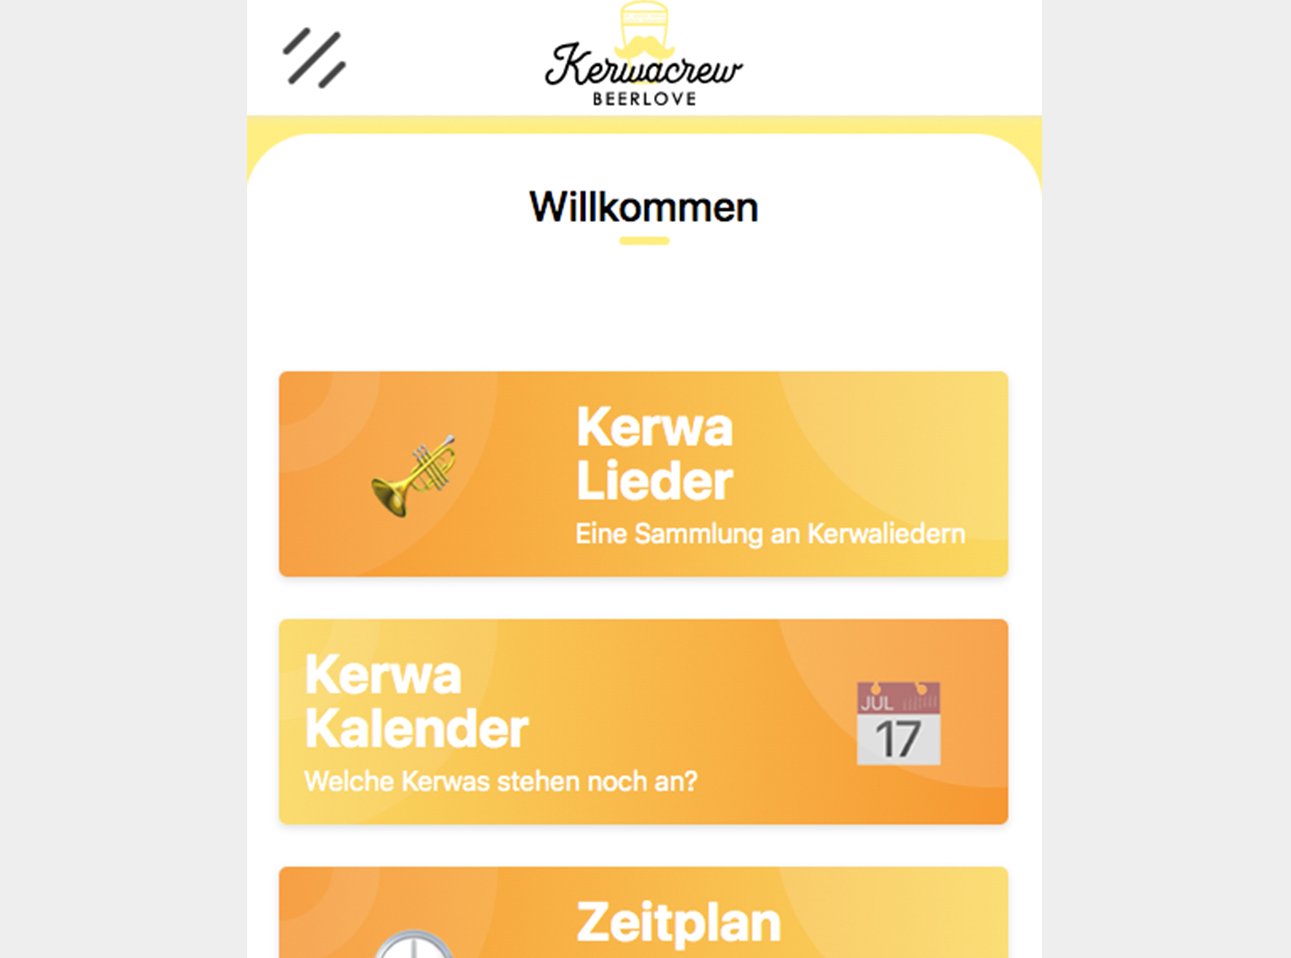 Kerwacrew
BEERLOVE
Willkommen
Kerwa
Lieder
Eine Sammlung an Kerwaliedern
Kerwa
Kalender
Welche Kerwas stehen noch an?
JUL
17
Zeitplan